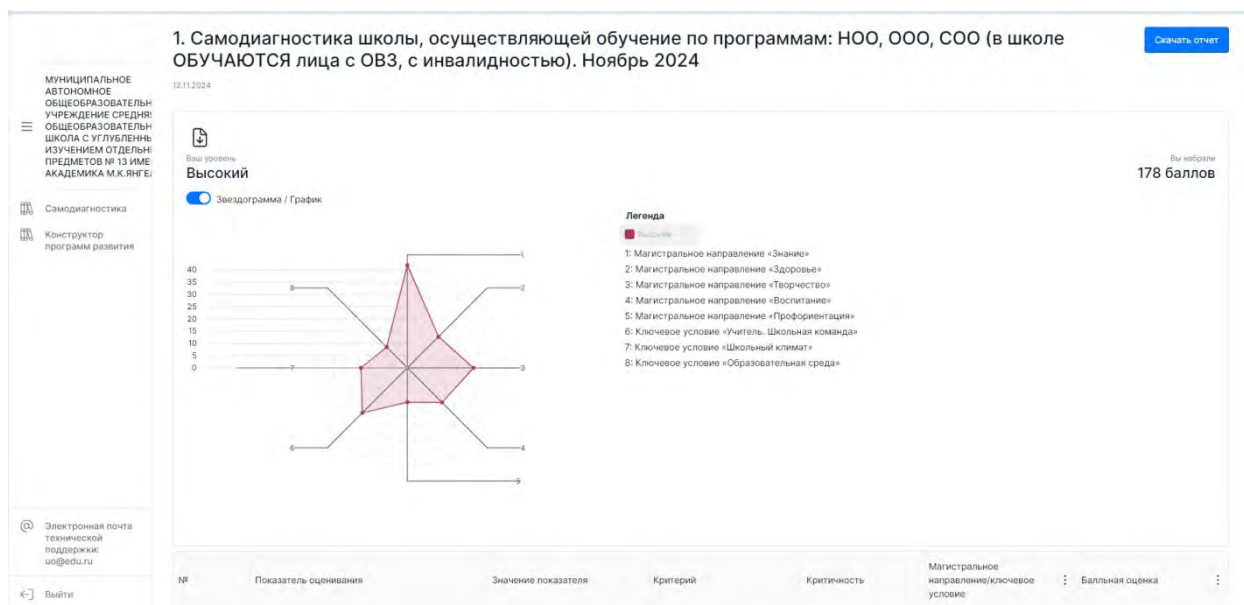 1. Самодиагностика школы, осуществляющей обучение по программам: НОО, ООО, СОО (в школе
ОБУЧАЮТСЯ лица с ОВЗ, с инвалидностью). Ноябрь 2024
Скачать отчет
12.11.2024
МУНИЦИПАЛЬНОЕ
АВТОНОМНОЕ
ОБЩЕОБРАЗОВАТЕЛЬН
УЧРЕЖДЕНИЕ СРЕДНЯ
ОБЩЕОБРАЗОВАТЕЛЬН
ШКОЛА С УГЛУБЛЕННЬ
ИЗУЧЕНИЕМ ОТДЕЛЬН
ПРЕДМЕТОВ № 13 ИМЕ
АКАДЕМИКА М.К.ЯНГЕ
Самодиагностика
Конструктор
программ развития
Электронная почта
технической
поддержки:
uo@edu.ru
Выйти
Ваш уровень
Высокий
Вы набрали
178 баллов
Звездограмма / График
40
35
30
25
20
15
10
5
0
1
2
3
4
5
6
7
8
Легенда
Высокий
1: Магистральное направление «Знание»
2: Магистральное направление «Здоровье»
3: Магистральное направление «Творчество»
4: Магистральное направление «Воспитание»
5: Магистральное направление «Профориентация»
6: Ключевое условие «Учитель. Школьная команда»
7: Ключевое условие «Школьный климат»
8: Ключевое условие «Образовательная среда»
№ Показатель оценивания Значение показателя Критерий Критичность Магистральное направление/ключевое условие Балльная оценка